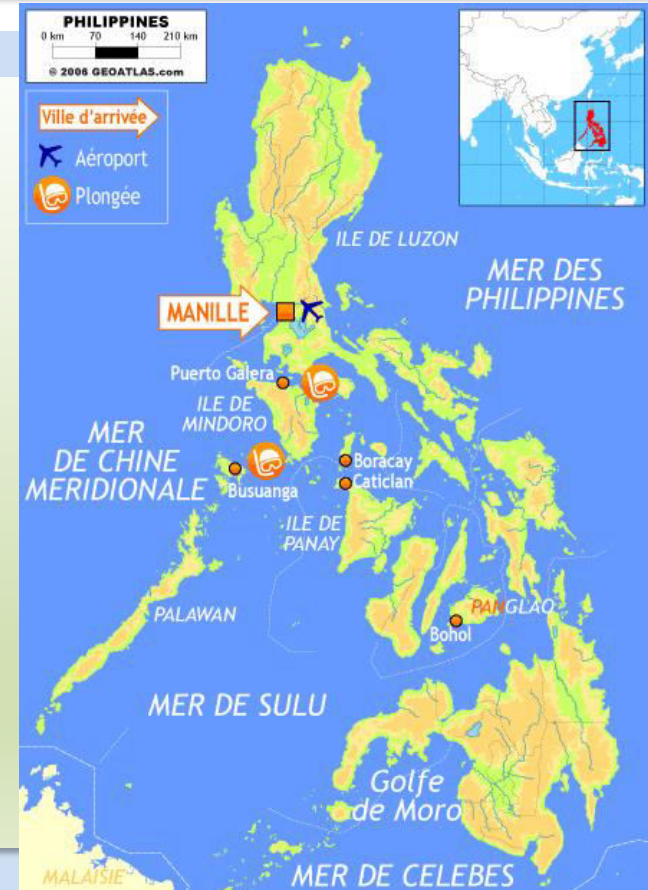 PHILIPPINES
0 km 70 140 210 km
© 2006 GEOATLAS.com
Ville d'arrivée
Aéroport
Plongée
ILE DE LUZON
MER DES
PHILIPPINES
MANILLE
Puerto Galera
ILE DE
MINDORO
MER
DE CHINE
MERIDIONALE
Boracay
Caticlan
Busuanga
ILE DE
PANAY
PALAWAN
PANGLAO
Bohol
MER DE SULU
Golfe
de Moro
MALAISIE
MER DE CELEBES